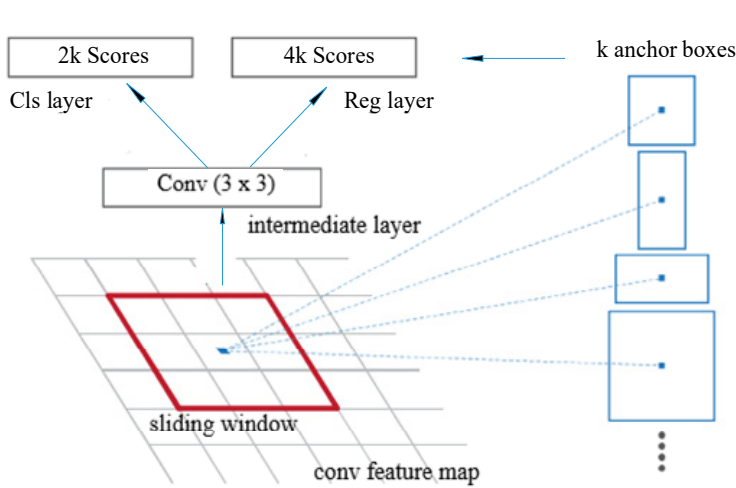 2k Scores
4k Scores
k anchor boxes
Cls layer
Reg layer
Conv (3 x 3)
intermediate layer
sliding window
conv feature map